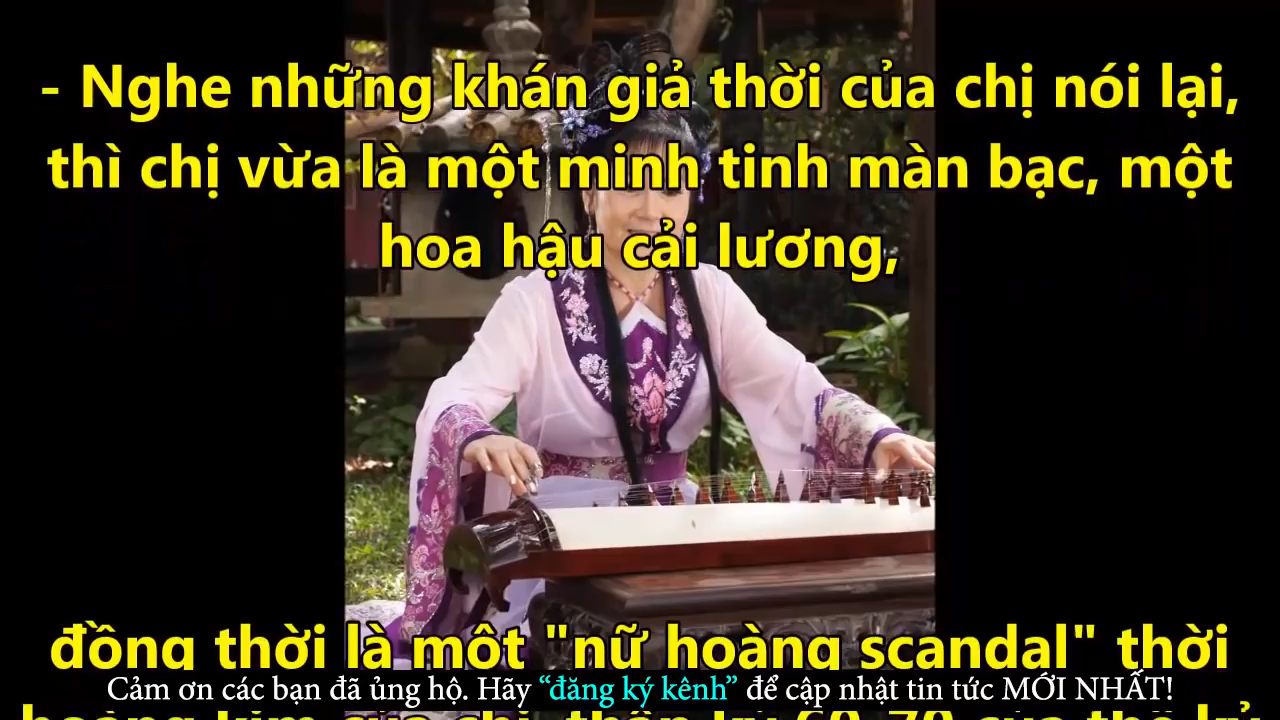 - Nghe những khán giả thời của chị nói lại,
thì chị vừa là một minh tinh màn bạc, một
hoa hậu cải lương,
đồng thời là một "nữ hoàng scandal" thời
Cảm ơn các bạn đã ủng hộ. Hãy “đăng ký kênh” để cập nhật tin tức MỚI NHẤT!